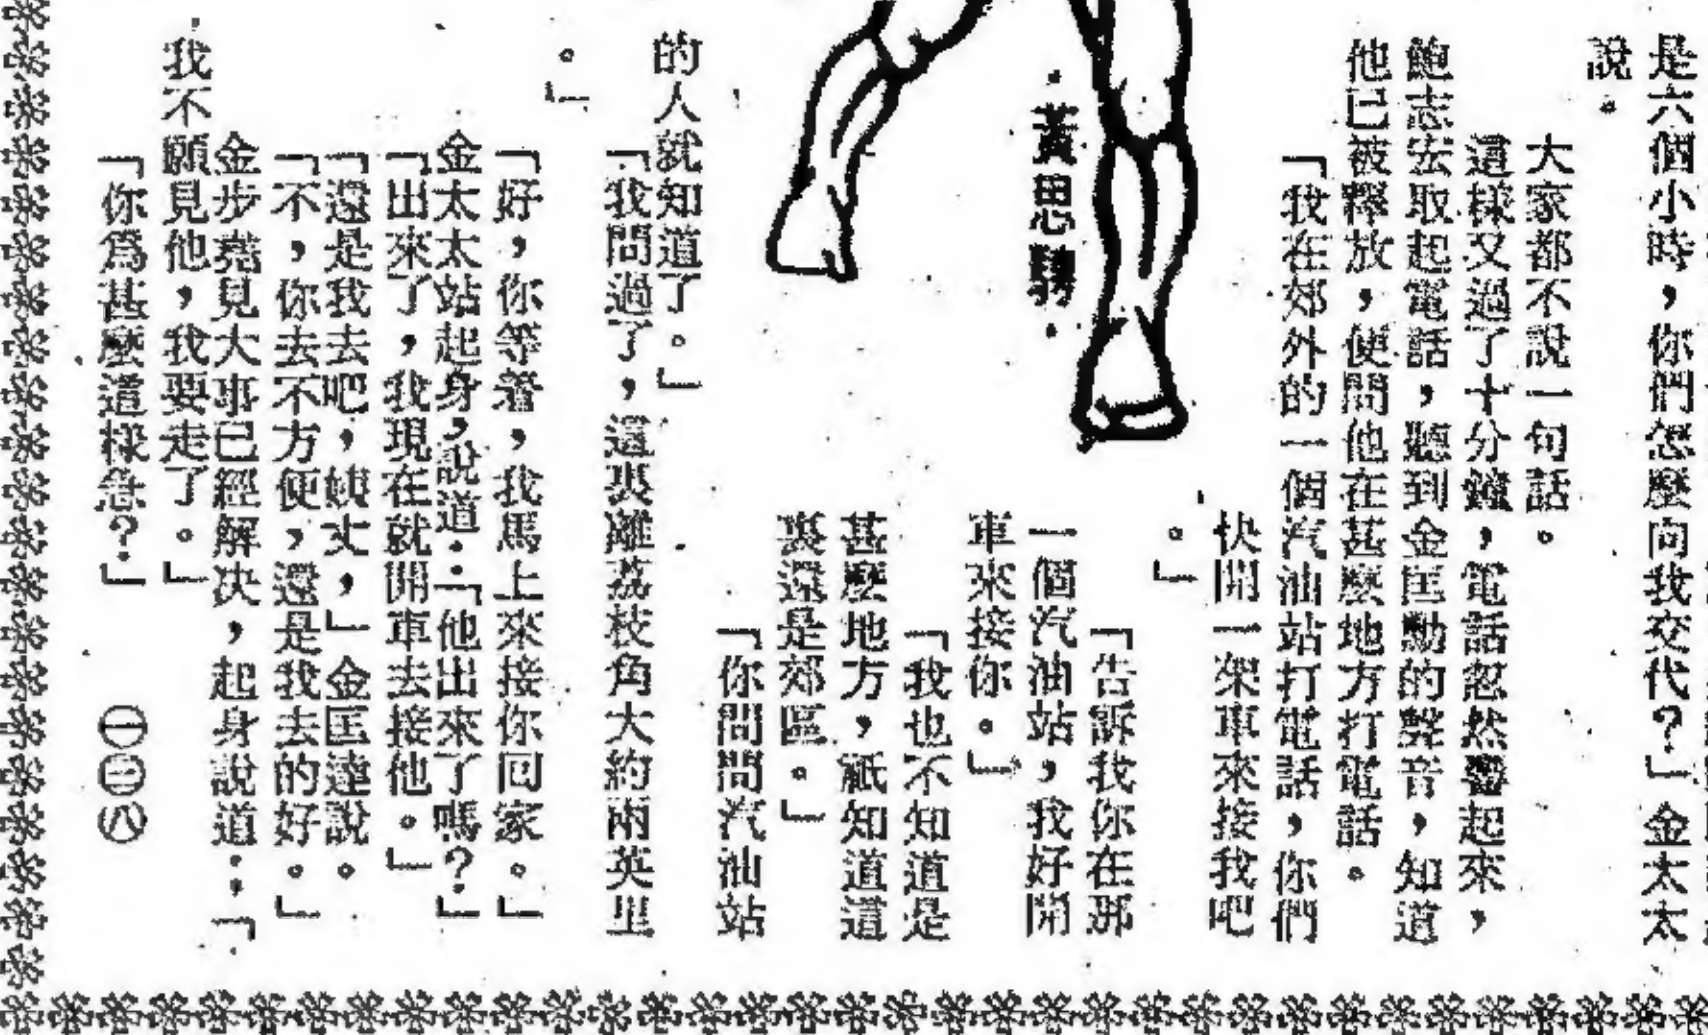 是六個小時，你們怎麼向我交代？」金太太
說。
大家都不說一句話。
這樣又過了十分鐘，電話忽然響起來，
鮑志宏取起電話，聽到金匡勳的聲音，知道
他已被釋放，便問他在甚麼地方打電話。
「我在郊外的一個汽油站打電話，你們
快開一架車來接我吧
。」
「告訴我你在那
一個汽油站，我好開
車來接你。」
「我也不知道是
甚麼地方，祇知道這
裏還是郊區。」
「你問問汽油站
的人就知道了。」
「我問過了，這裏離荔枝角大約兩英里
。」
「好，你等着，我馬上來接你回家。」
金太太站起身，說道：「他出來了嗎？」
「出來了，我現在就開車去接他。」
「還是我去吧，姨丈，」金匡達說。
「不，你去不方便，還是我去的好。」
金步堯見大事已經解決，起身說道：「
我不願見他，我要走了。」
「你爲甚麼這樣急？」　㊀㊂㊇
·黃思騁·